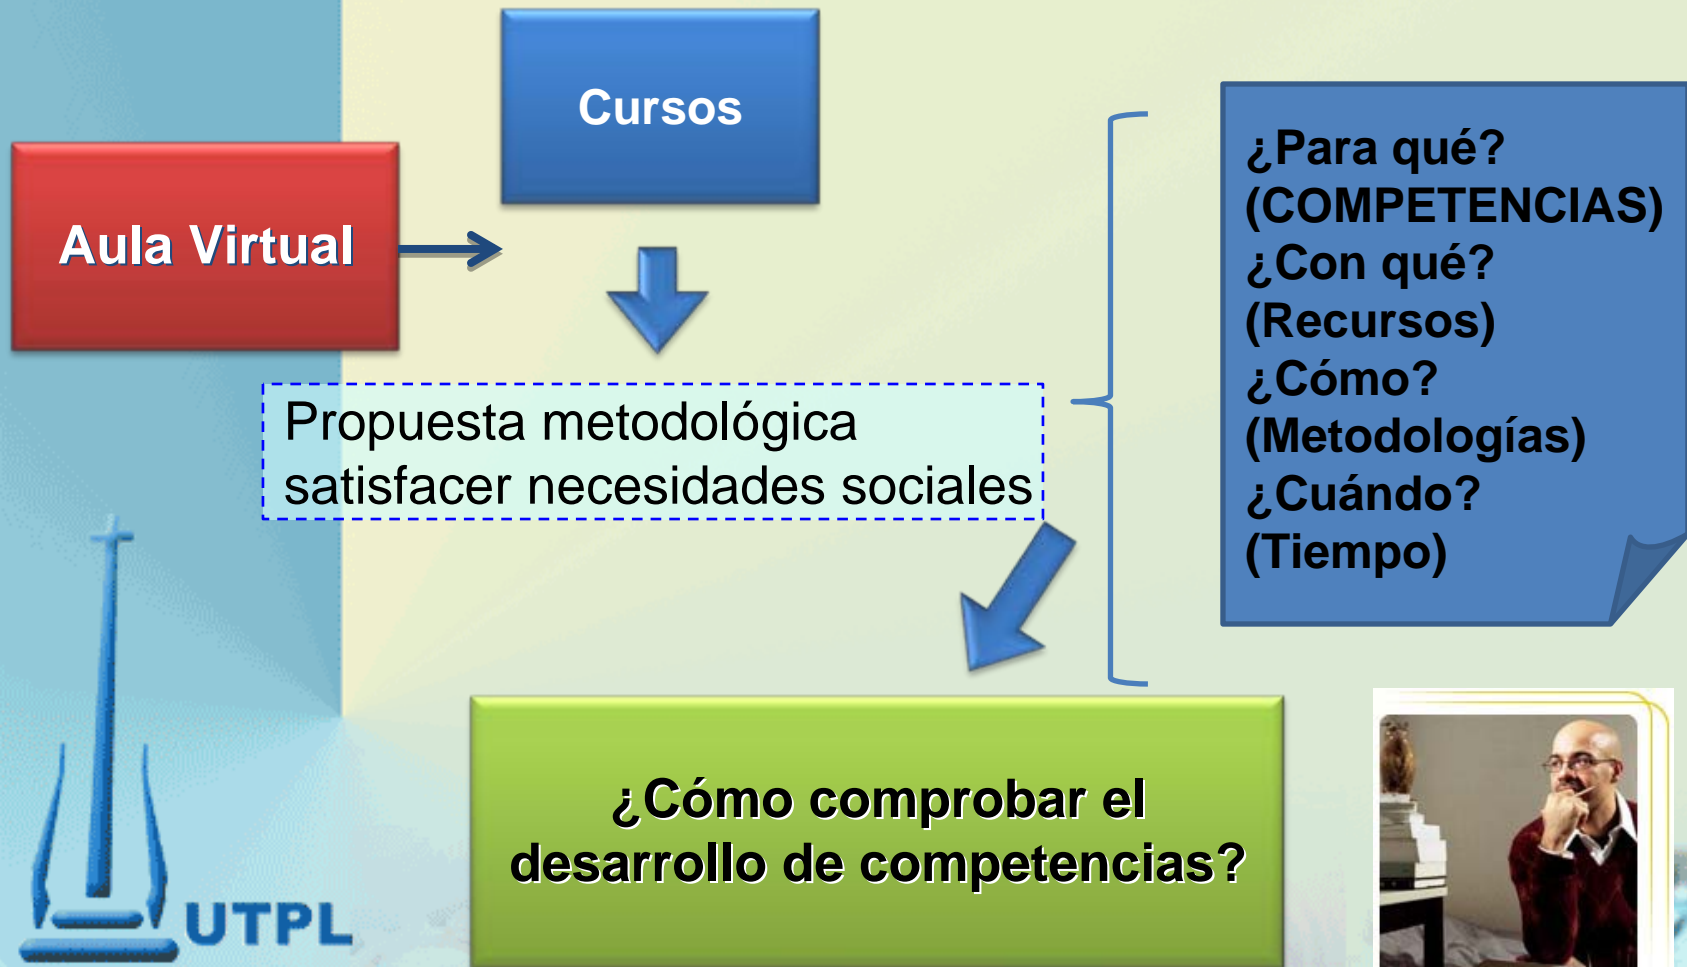 Cursos
Aula Virtual
Propuesta metodológica
satisfacer necesidades sociales
¿Para qué?
(COMPETENCIAS)
¿Con qué?
(Recursos)
¿Cómo?
(Metodologías)
¿Cuándo?
(Tiempo)
¿Cómo comprobar el
desarrollo de competencias?
UTPL